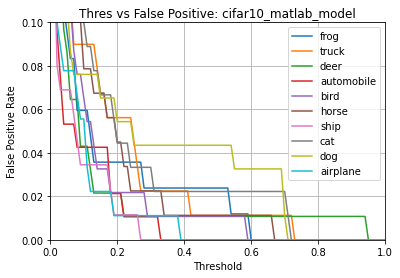 Thres vs False Positive: cifar10_matlab_model
False Positive Rate
0.10
0.08
0.06
0.04
0.02
0.00
0.0
0.2
0.4
0.6
0.8
1.0
Threshold
frog
truck
deer
automobile
bird
horse
ship
cat
dog
airplane